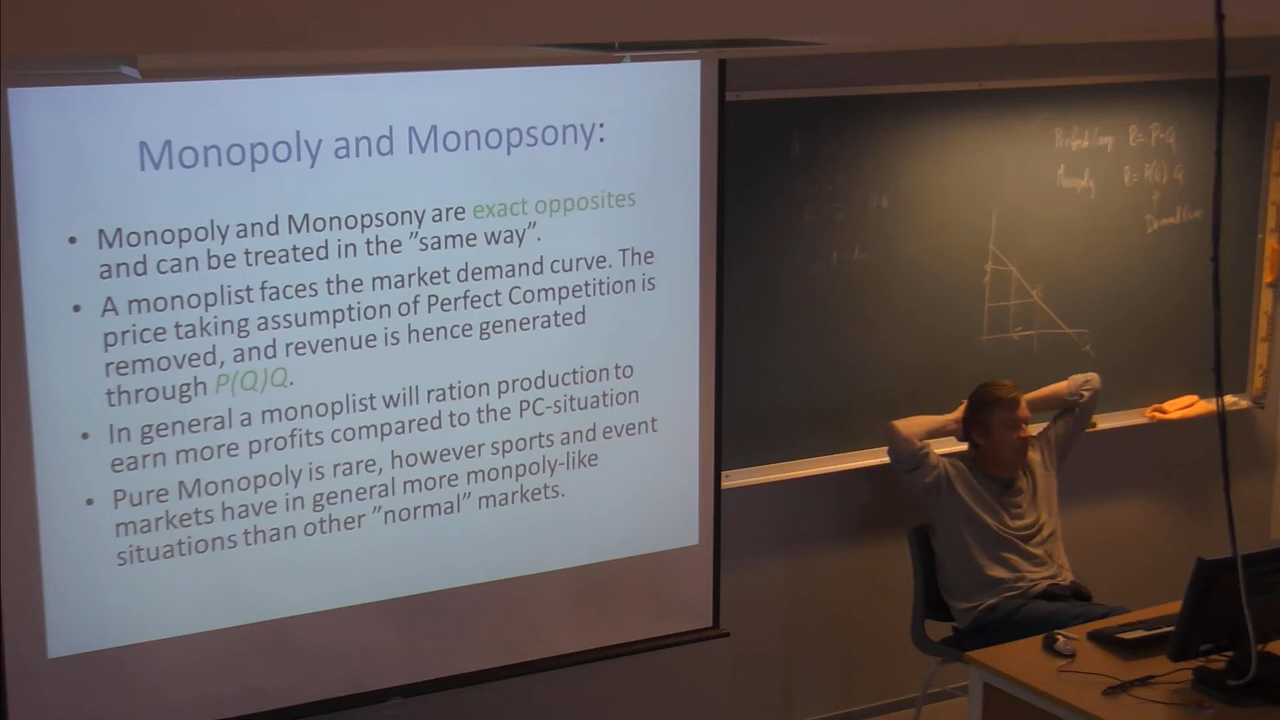 Monopoly and Monopsony:
• Monopoly and Monopsony are exact opposites
and can be treated in the ”same way”.
• A monoplist faces the market demand curve. The
price taking assumption of Perfect Competition is
removed, and revenue is hence generated
through P(Q)Q.
• In general a monoplist will ration production to
earn more profits compared to the PC-situation
• Pure Monopoly is rare, however sports and event
markets have in general more monpoly-like
situations than other ”normal” markets.
Perfect Comp R= P·Q
Monopoly R= P(Q)·Q